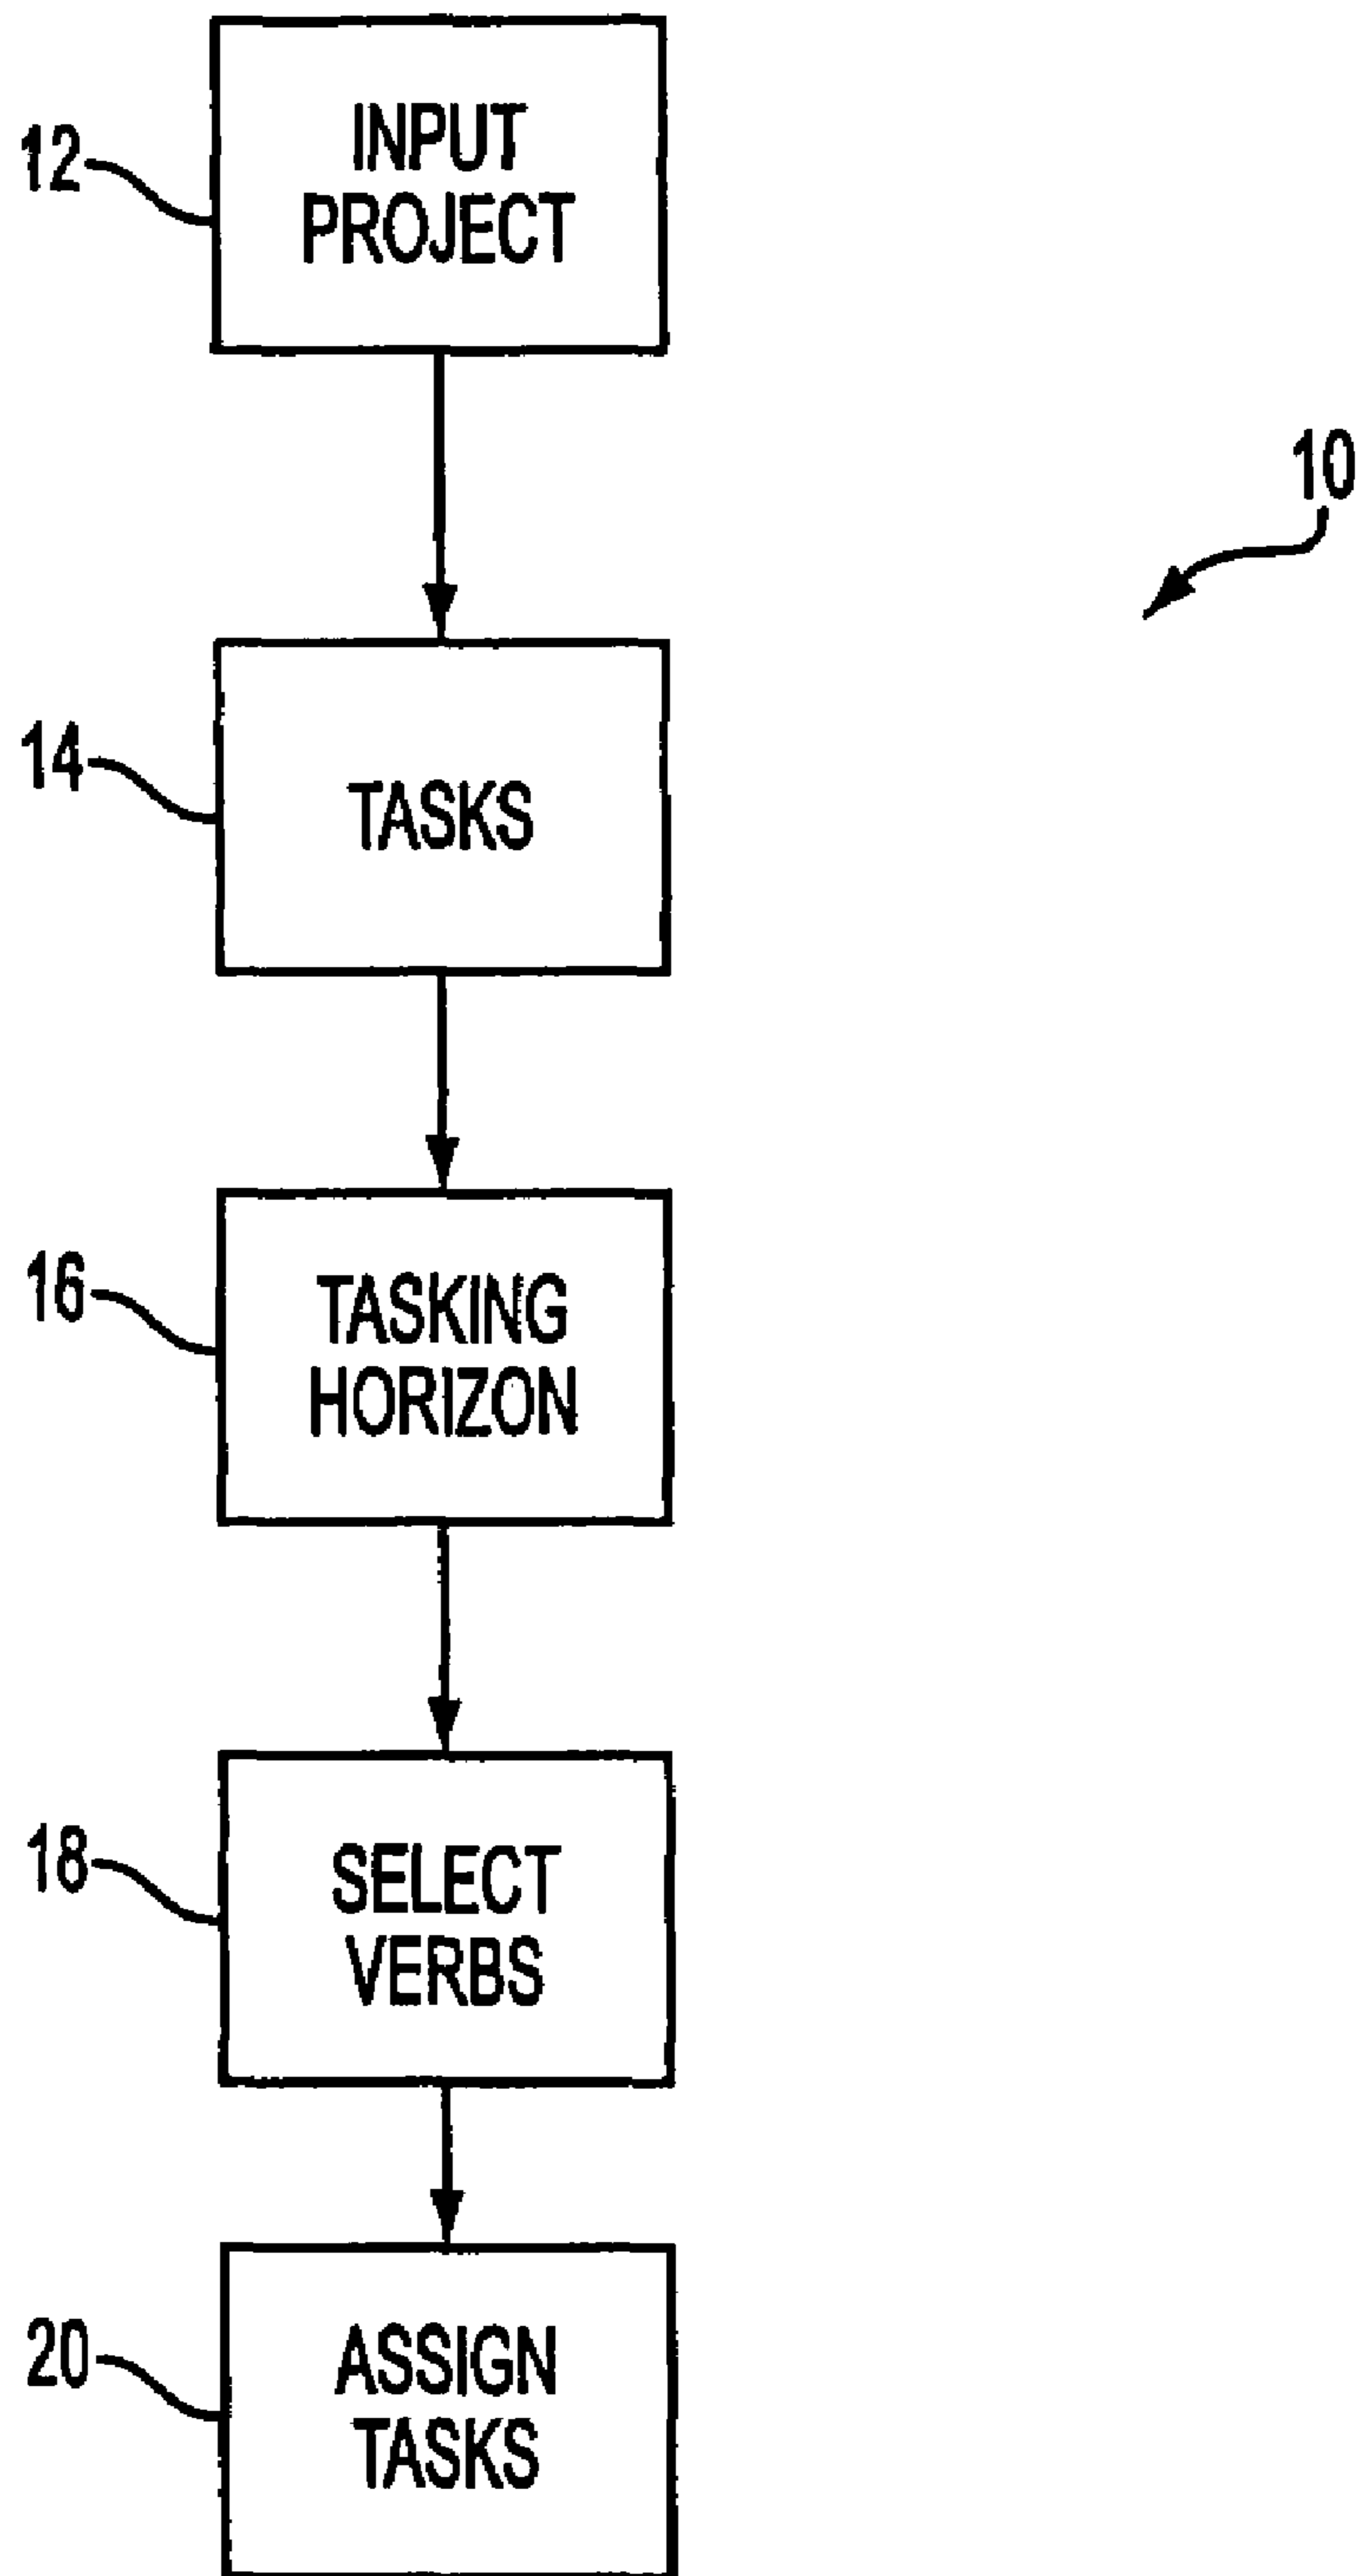 12
INPUT
PROJECT
10
14
TASKS
16
TASKING
HORIZON
18
SELECT
VERBS
20
ASSIGN
TASKS